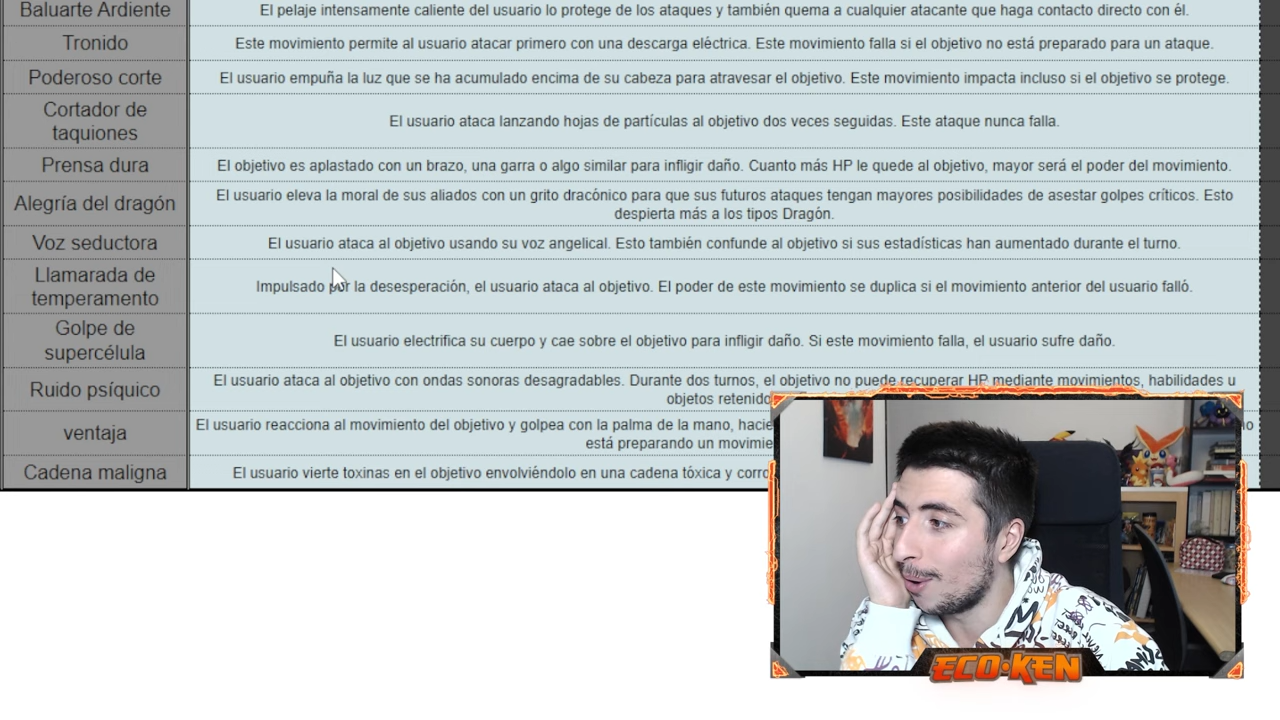 Baluarte Ardiente
El pelaje intensamente caliente del usuario lo protege de los ataques y también quema a cualquier atacante que haga contacto directo con él.
Tronido
Este movimiento permite al usuario atacar primero con una descarga eléctrica. Este movimiento falla si el objetivo no está preparado para un ataque.
Poderoso corte
El usuario empuña la luz que se ha acumulado encima de su cabeza para atravesar el objetivo. Este movimiento impacta incluso si el objetivo se protege.
Cortador de
taquiones
El usuario ataca lanzando hojas de partículas al objetivo dos veces seguidas. Este ataque nunca falla.
Prensa dura
El objetivo es aplastado con un brazo, una garra o algo similar para infligir daño. Cuanto más HP le quede al objetivo, mayor será el poder del movimiento.
Alegría del dragón
El usuario eleva la moral de sus aliados con un grito dracónico para que sus futuros ataques tengan mayores posibilidades de asestar golpes críticos. Esto
despierta más a los tipos Dragón.
Voz seductora
El usuario ataca al objetivo usando su voz angelical. Esto también confunde al objetivo si sus estadísticas han aumentado durante el turno.
Llamarada de
temperamento
Impulsado por la desesperación, el usuario ataca al objetivo. El poder de este movimiento se duplica si el movimiento anterior del usuario falló.
Golpe de
supercélula
El usuario electrifica su cuerpo y cae sobre el objetivo para infligir daño. Si este movimiento falla, el usuario sufre daño.
Ruido psíquico
El usuario ataca al objetivo con ondas sonoras desagradables. Durante dos turnos, el objetivo no puede recuperar HP mediante movimientos, habilidades u
objetos
ventaja
El usuario reacciona al movimiento del objetivo y golpea con la palma de la mano,
está preparando un
Cadena maligna
El usuario vierte toxinas en el objetivo envolviéndolo en una cadena tóxica y
ECO·KEN